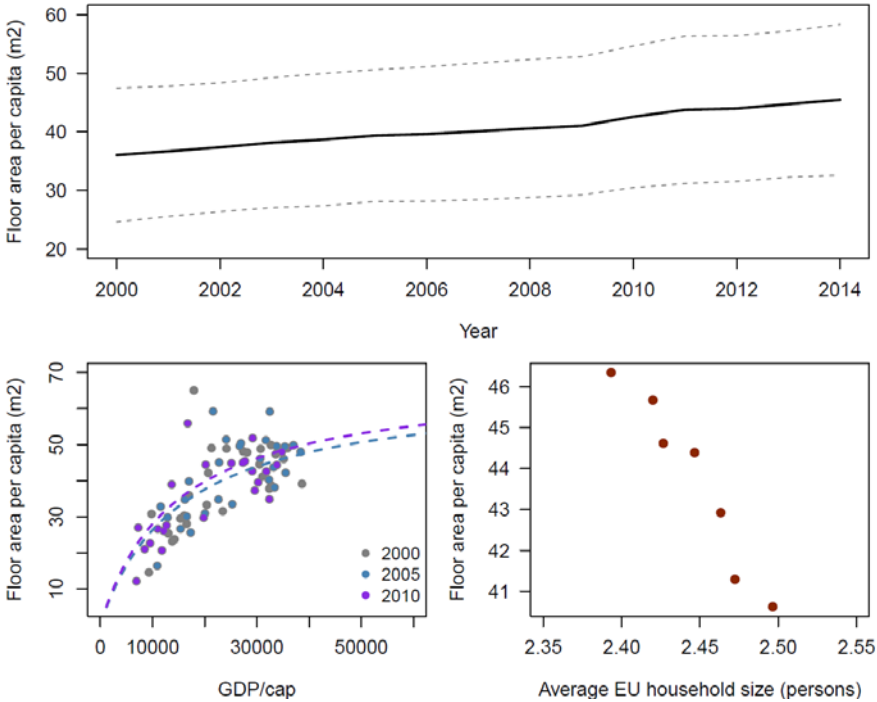 Floor area per capita (m2)
60
50
40
30
20
2000 2002 2004 2006 2008 2010 2012 2014
Year
Floor area per capita (m2)
70
50
30
10
2000
2005
2010
0 10000 30000 50000
GDP/cap
Floor area per capita (m2)
46
45
44
43
42
41
2.35 2.40 2.45 2.50 2.55
Average EU household size (persons)